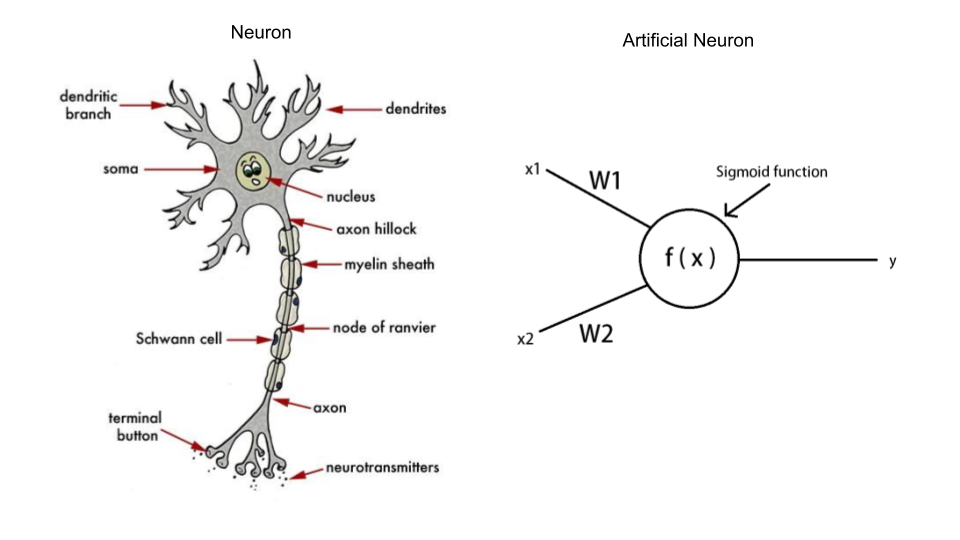 Neuron
dendritic
branch
dendrites
soma
nucleus
axon hillock
myelin sheath
node of ranvier
Schwann cell
axon
terminal
button
neurotransmitters
Artificial Neuron
x1
W1
Sigmoid function
f(x)
y
x2
W2